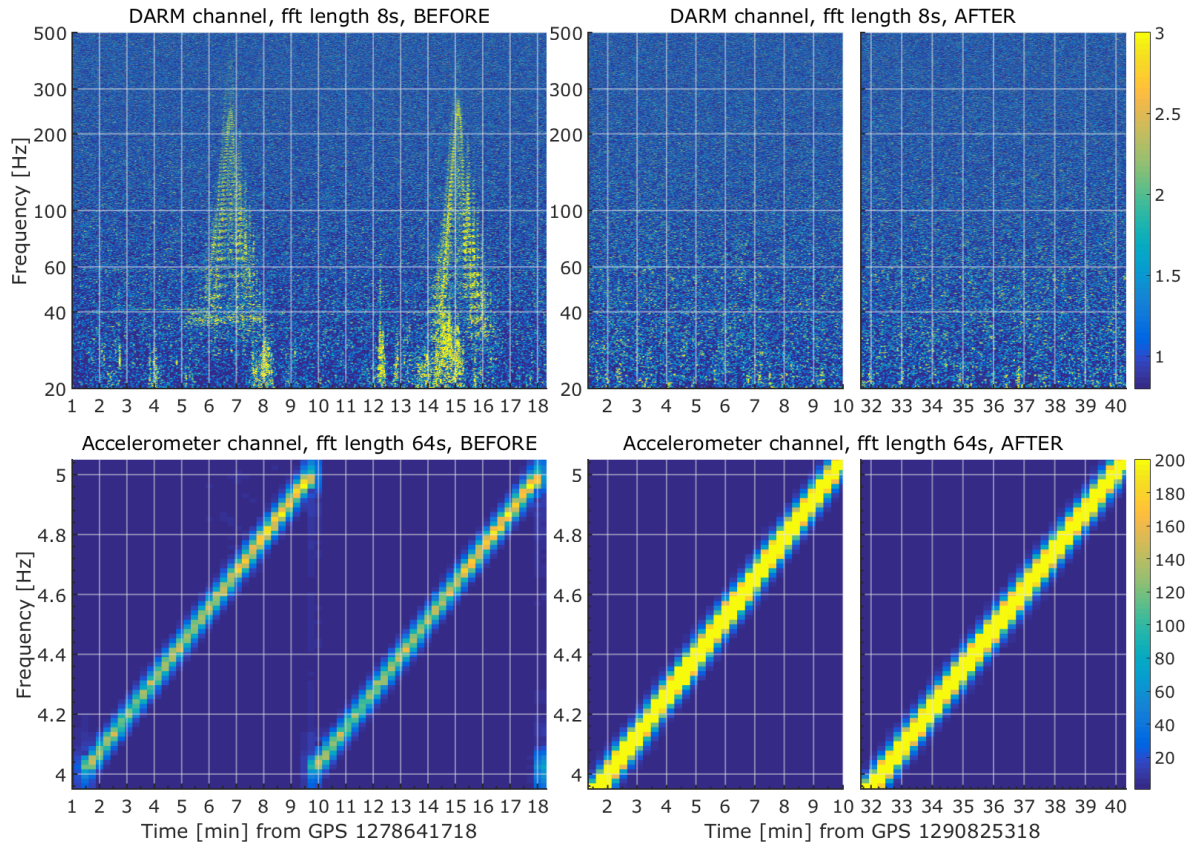 DARM channel, fft length 8s, BEFORE
DARM channel, fft length 8s, AFTER
Frequency [Hz]
500
300
200
100
60
40
20
1 2 3 4 5 6 7 8 9 10 11 12 13 14 15 16 17 18
500
300
200
100
60
40
20
2 3 4 5 6 7 8 9 10
32 33 34 35 36 37 38 39 40
3
2.5
2
1.5
1
Accelerometer channel, fft length 64s, BEFORE
Accelerometer channel, fft length 64s, AFTER
Frequency [Hz]
5
4.8
4.6
4.4
4.2
4
1 2 3 4 5 6 7 8 9 10 11 12 13 14 15 16 17 18
Time [min] from GPS 1278641718
5
4.8
4.6
4.4
4.2
4
2 3 4 5 6 7 8 9 10
32 33 34 35 36 37 38 39 40
Time [min] from GPS 1290825318
200
180
160
140
120
100
80
60
40
20